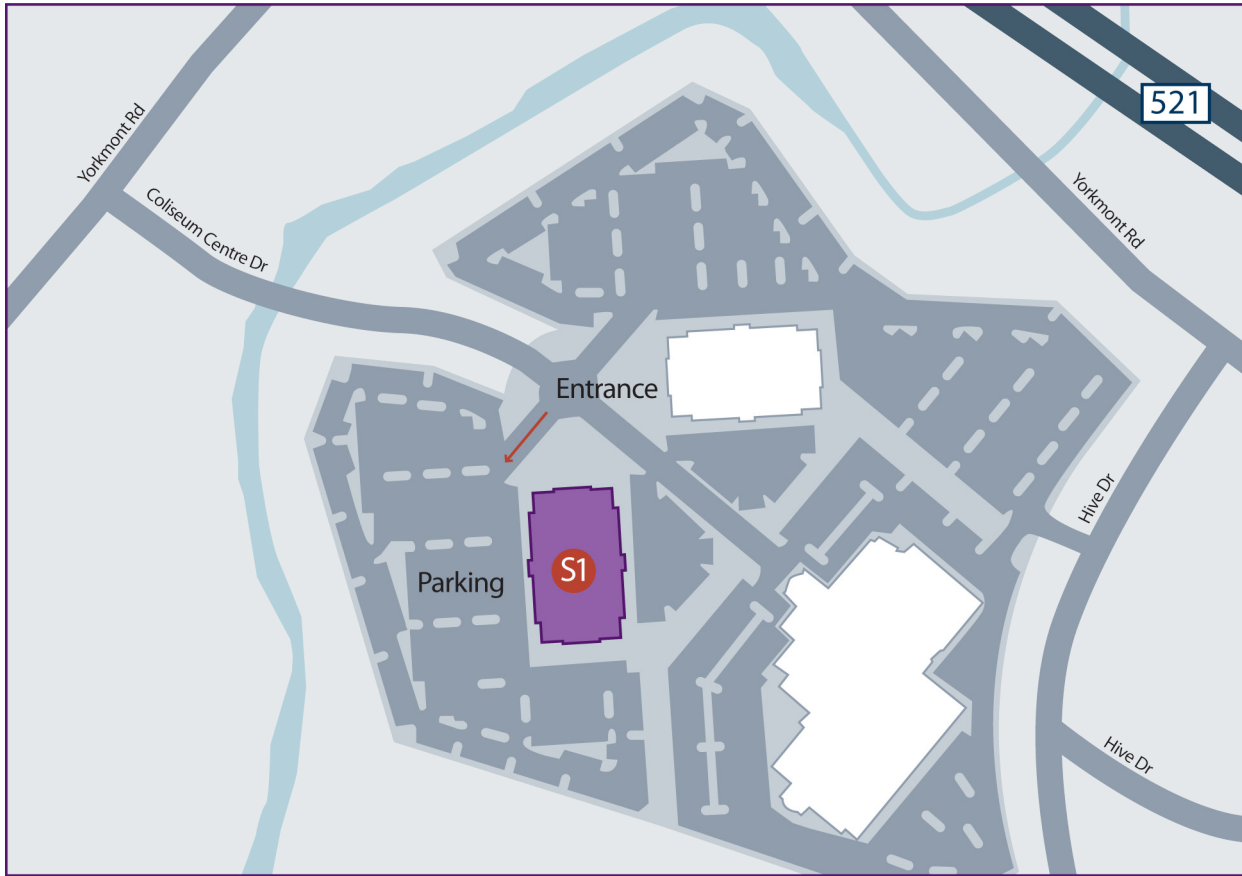 521
Yorkmont Rd
Coliseum Centre Dr
Yorkmont Rd
Entrance
Hive Dr
S1
Parking
Hive Dr